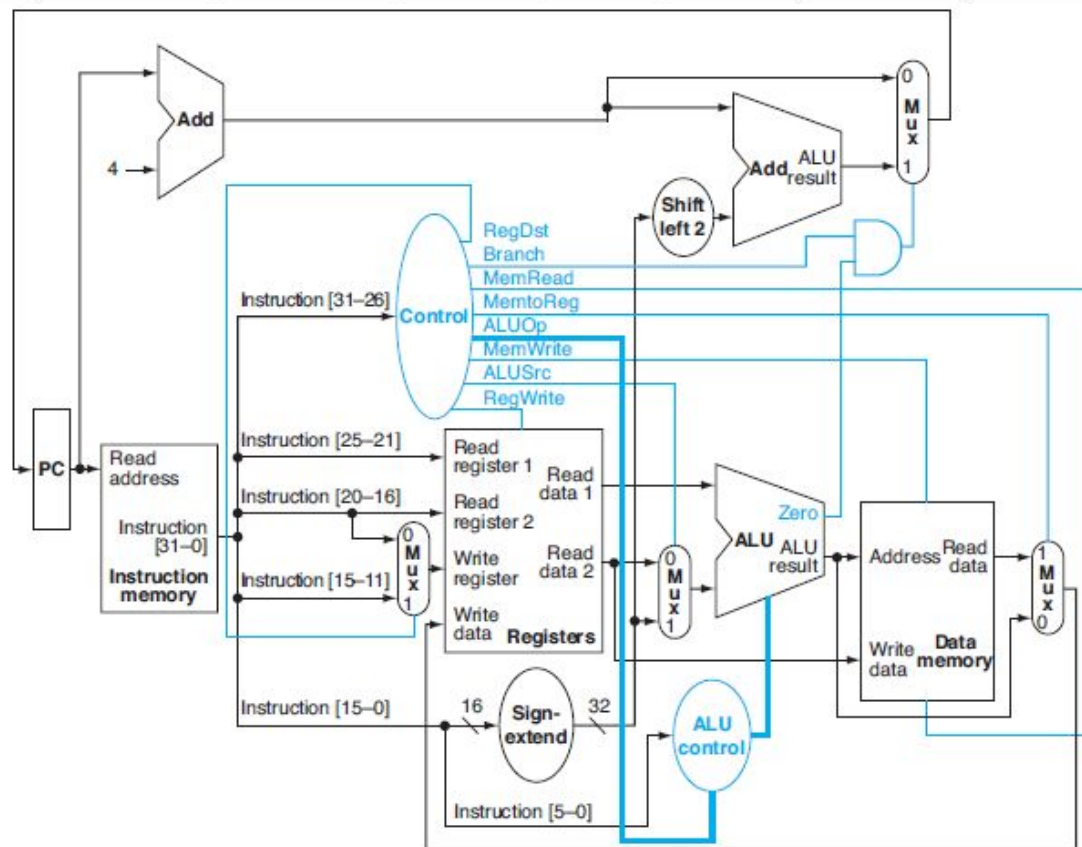 Add
4
0
Mux
1
Add ALU result
Shift left 2
RegDst
Branch
MemRead
MemtoReg
ALUOp
MemWrite
ALUSrc
RegWrite
Control
Instruction [31–26]
Instruction [25–21]
Instruction [20–16]
Instruction [15–11]
Instruction [15–0]
Instruction [5–0]
PC
Read address
Instruction [31–0]
Instruction memory
0
Mux
1
Read register 1
Read register 2
Write register
Write data
Read data 1
Read data 2
Registers
16
Sign-extend
32
0
Mux
1
Zero
ALU
ALU result
ALU control
Address
Read data
Write data
Data memory
1
Mux
0